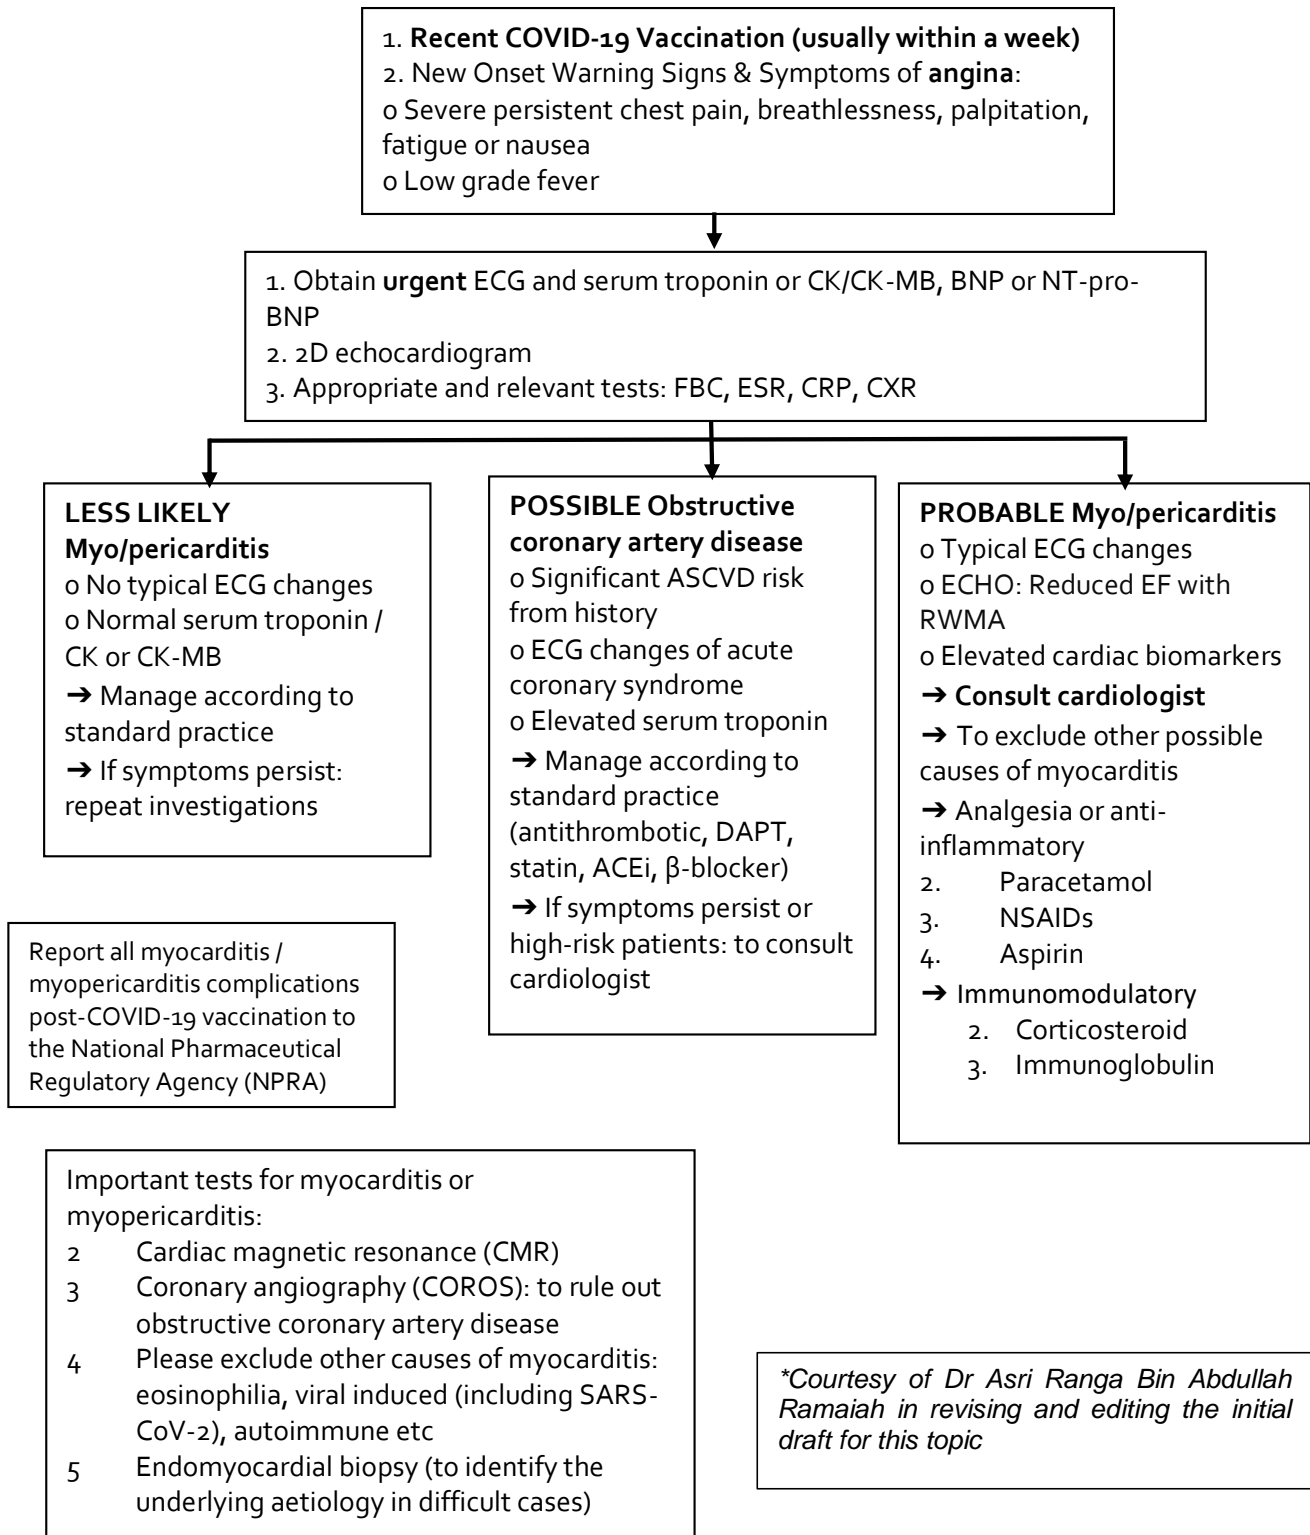 1. Recent COVID-19 Vaccination (usually within a week)
2. New Onset Warning Signs & Symptoms of angina:
o Severe persistent chest pain, breathlessness, palpitation,
fatigue or nausea
o Low grade fever
1. Obtain urgent ECG and serum troponin or CK/CK-MB, BNP or NT-pro-
BNP
2. 2D echocardiogram
3. Appropriate and relevant tests: FBC, ESR, CRP, CXR
LESS LIKELY
Myo/pericarditis
o No typical ECG changes
o Normal serum troponin /
CK or CK-MB
➔ Manage according to
standard practice
➔ If symptoms persist:
repeat investigations
POSSIBLE Obstructive
coronary artery disease
o Significant ASCVD risk
from history
o ECG changes of acute
coronary syndrome
o Elevated serum troponin
➔ Manage according to
standard practice
(antithrombotic, DAPT,
statin, ACEi, β-blocker)
➔ If symptoms persist or
high-risk patients: to consult
cardiologist
PROBABLE Myo/pericarditis
o Typical ECG changes
o ECHO: Reduced EF with
RWMA
o Elevated cardiac biomarkers
➔ Consult cardiologist
➔ To exclude other possible
causes of myocarditis
➔ Analgesia or anti-
inflammatory
2. Paracetamol
3. NSAIDs
4. Aspirin
➔ Immunomodulatory
2. Corticosteroid
3. Immunoglobulin
Report all myocarditis /
myopericarditis complications
post-COVID-19 vaccination to
the National Pharmaceutical
Regulatory Agency (NPRA)
Important tests for myocarditis or
myopericarditis:
2 Cardiac magnetic resonance (CMR)
3 Coronary angiography (COROS): to rule out
obstructive coronary artery disease
4 Please exclude other causes of myocarditis:
eosinophilia, viral induced (including SARS-
CoV-2), autoimmune etc
5 Endomyocardial biopsy (to identify the
underlying aetiology in difficult cases)
*Courtesy of Dr Asri Ranga Bin Abdullah
Ramaiah in revising and editing the initial
draft for this topic